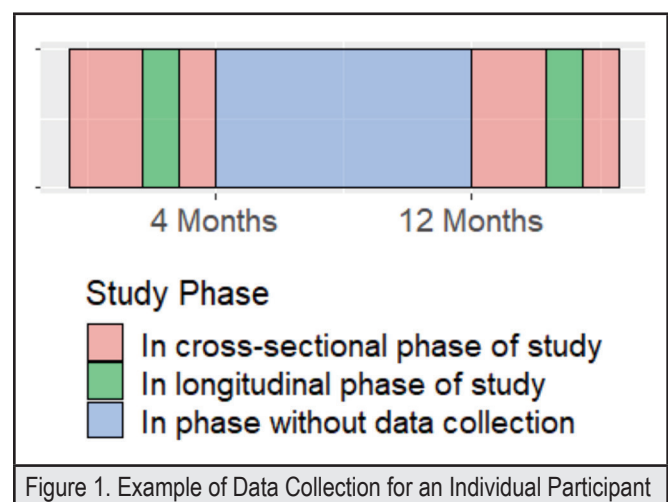 4 Months 12 Months
Study Phase
In cross-sectional phase of study
In longitudinal phase of study
In phase without data collection
Figure 1. Example of Data Collection for an Individual Participant